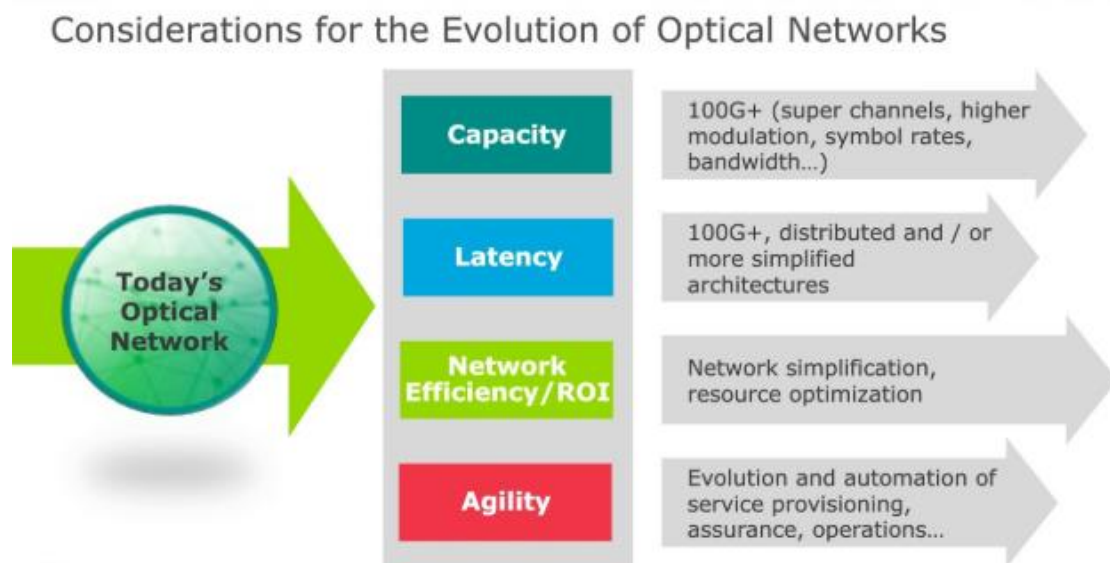 Considerations for the Evolution of Optical Networks
Today's
Optical
Network
Capacity
100G+ (super channels, higher
modulation, symbol rates,
bandwidth...)
Latency
100G+, distributed and / or
more simplified
architectures
Network
Efficiency/ROI
Network simplification,
resource optimization
Agility
Evolution and automation of
service provisioning,
assurance, operations...